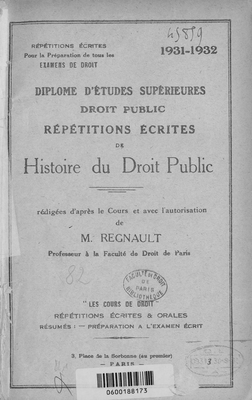 45859
RÉPÉTITIONS ÉCRITES
Pour la Préparation de tous les
EXAMENS DE DROIT
1931-1932
DIPLOME D'ÉTUDES SUPÉRIEURES
DROIT PUBLIC
RÉPÉTITIONS ÉCRITES
DE
Histoire du Droit Public
rédigées d'après le Cours et avec l'autorisation
de
M. REGNAULT
Professeur à la Faculté de Droit de Paris
82
FACULTÉ DE DROIT
DE PARIS
BIBLIOTHÈQUE
"LES COURS DE DROIT"
RÉPÉTITIONS ÉCRITES & ORALES
RÉSUMÉS : — PRÉPARATION A L'EXAMEN ÉCRIT
3, Place de la Sorbonne (au premier)
— PARIS —
0600188173